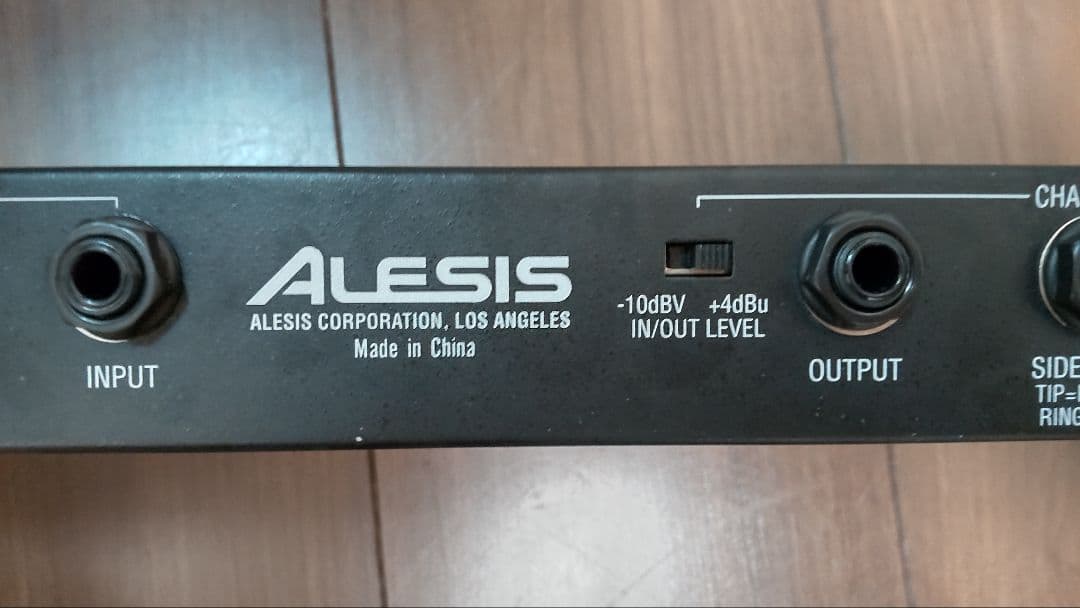 INPUT
ALESIS
ALESIS CORPORATION, LOS ANGELES
Made in China
-10dBV +4dBu
IN/OUT LEVEL
OUTPUT